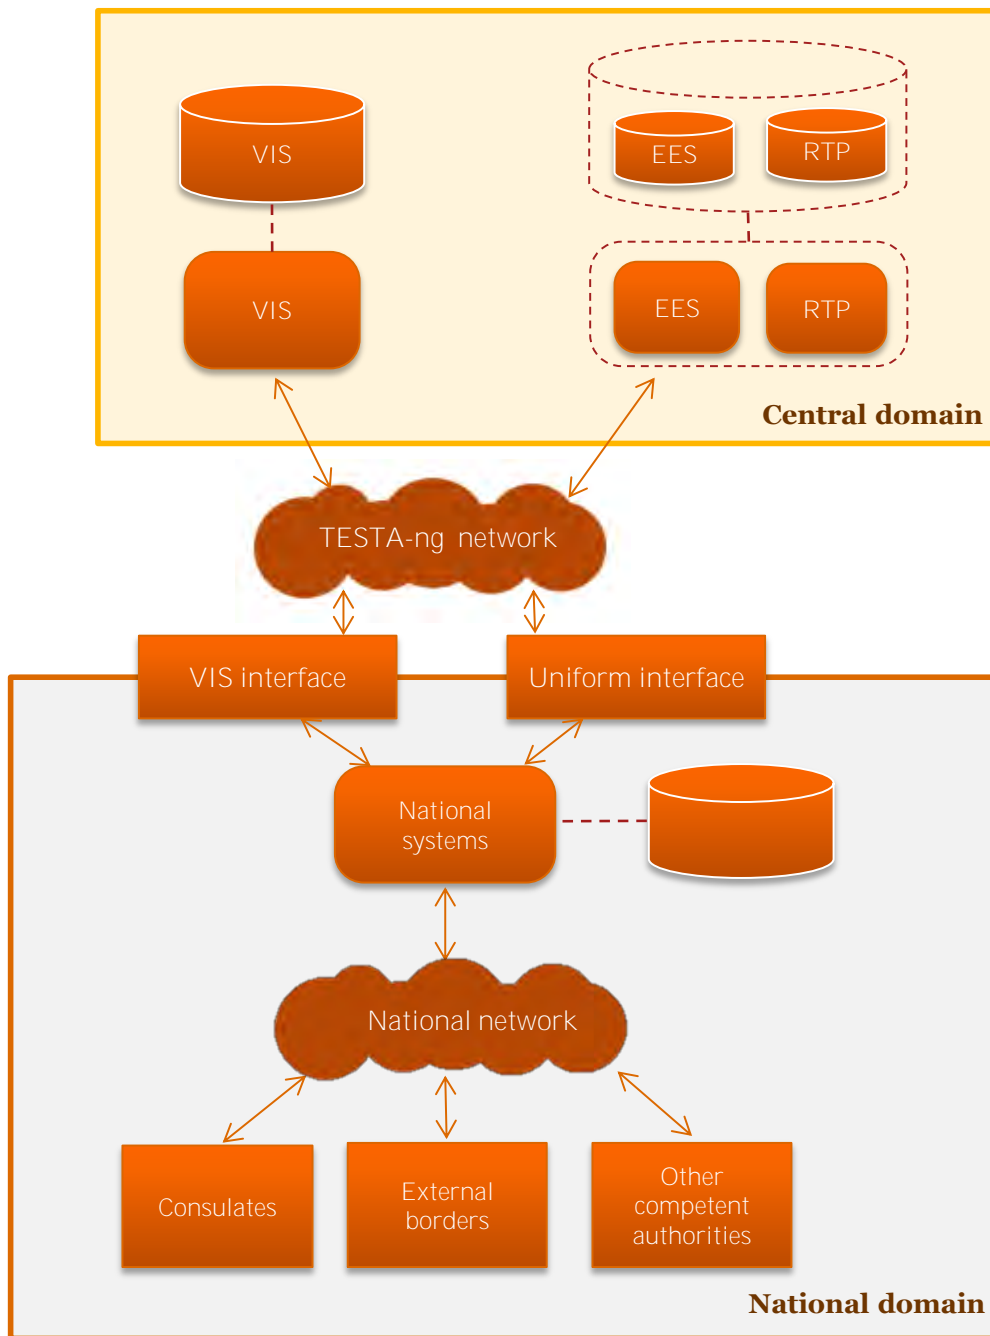 VIS
EES
RTP
VIS
EES
RTP
Central domain
TESTA-ng network
VIS interface
Uniform interface
National
systems
National network
Consulates
External
borders
Other
competent
authorities
National domain